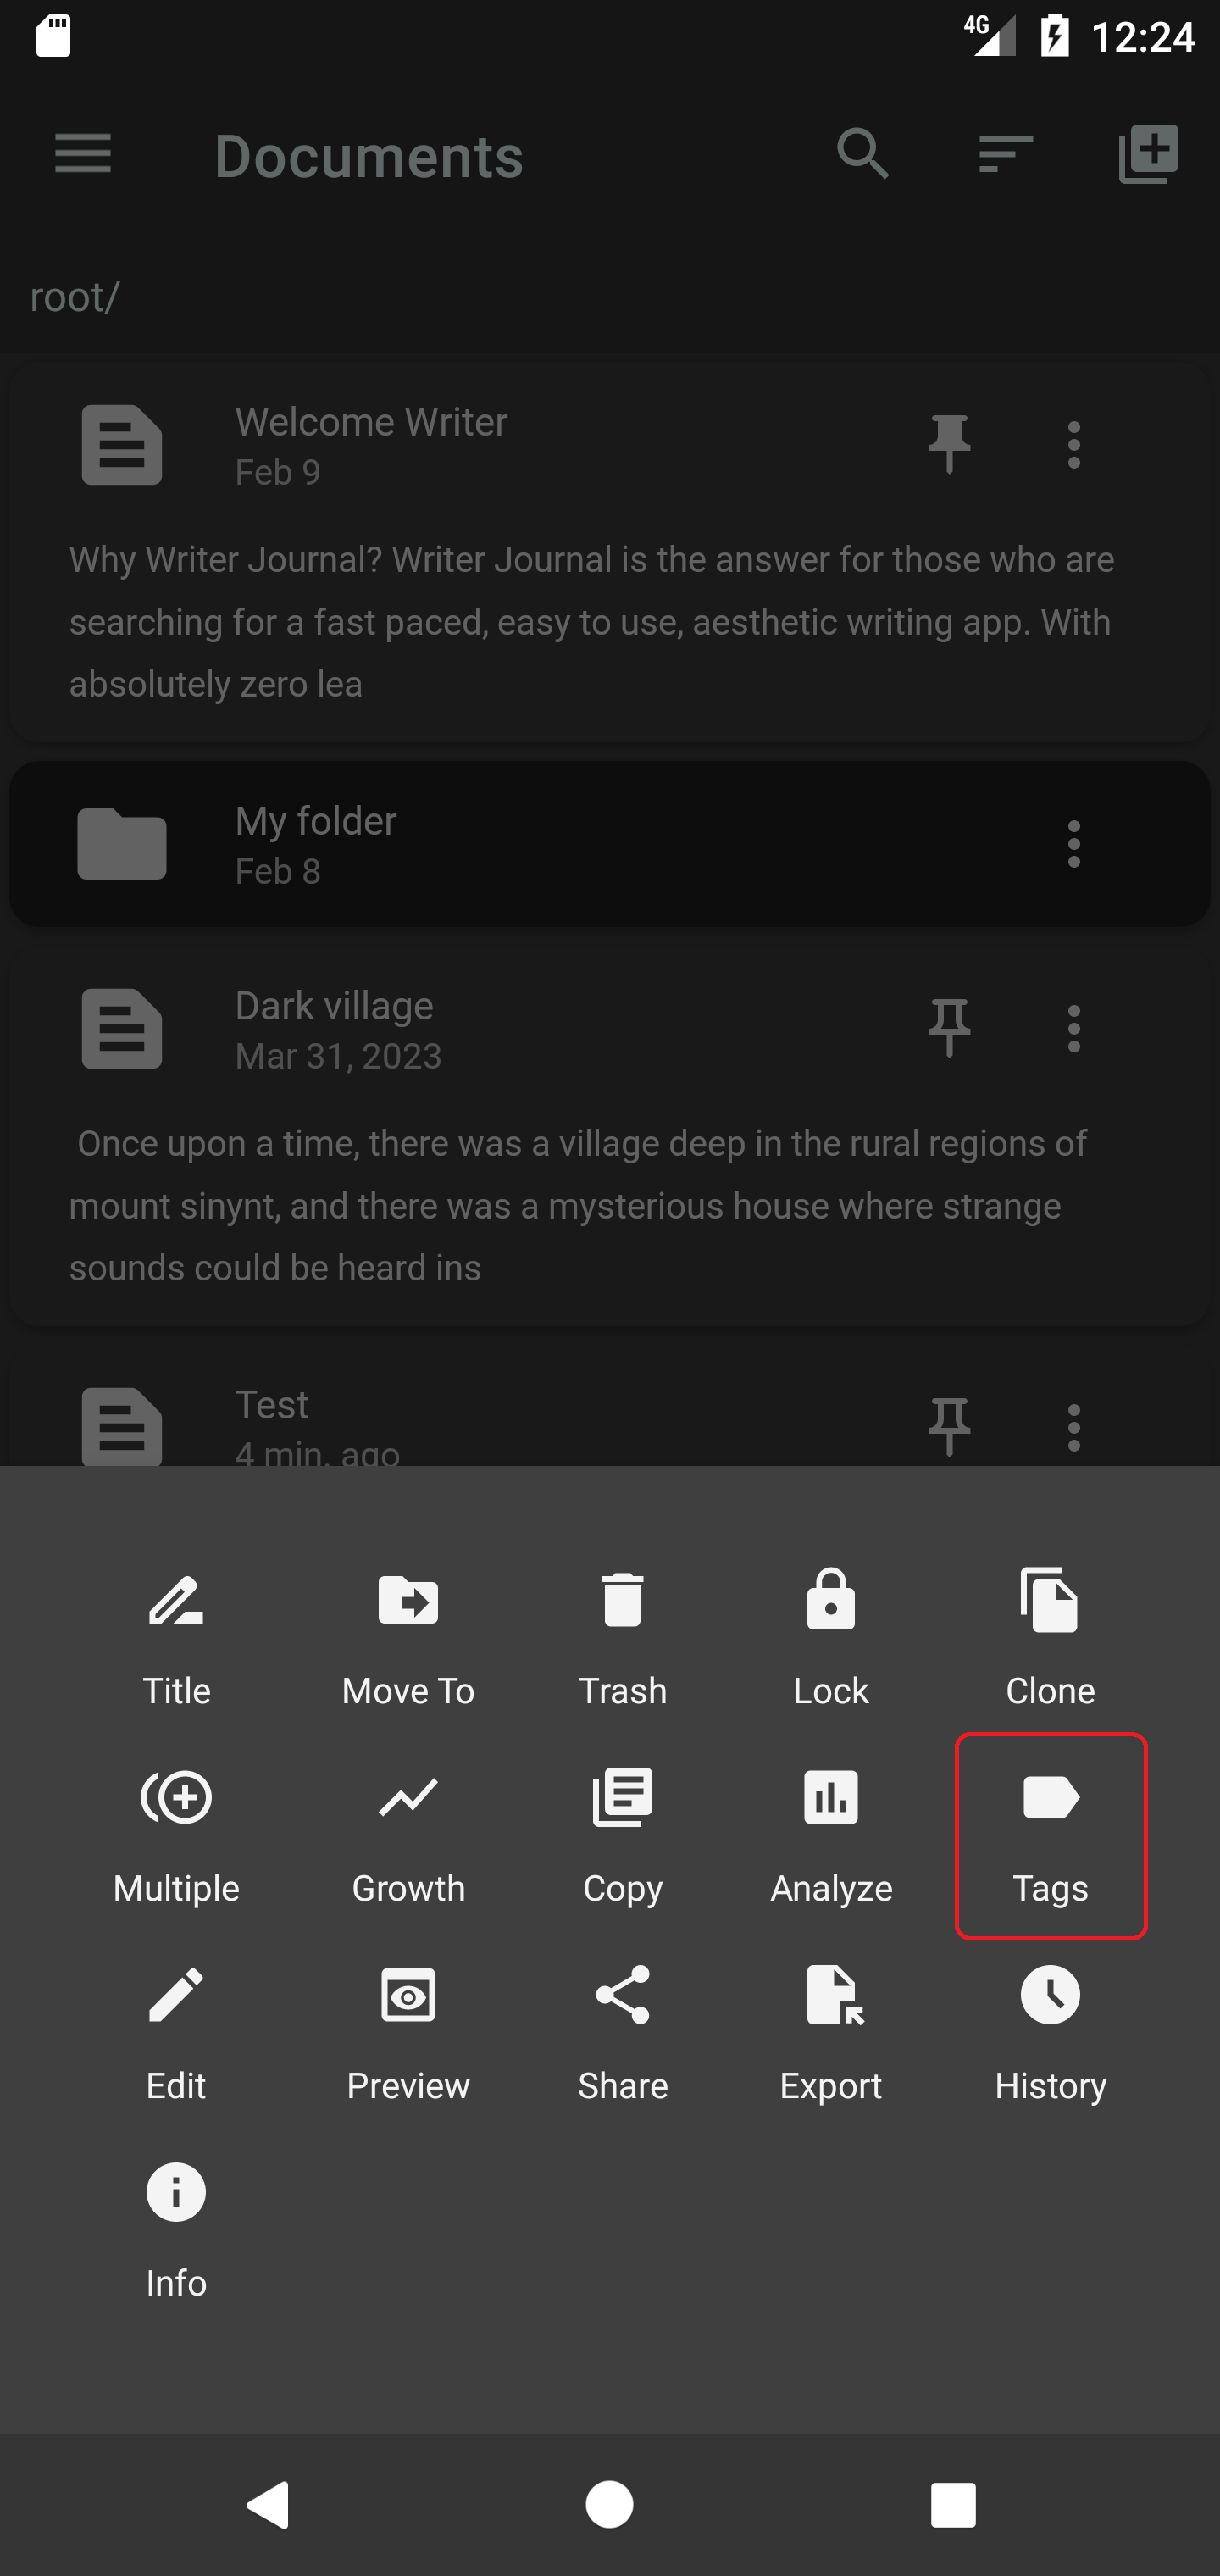 4G 12:24
Documents
root/
Welcome Writer
Feb 9
Why Writer Journal? Writer Journal is the answer for those who are
searching for a fast paced, easy to use, aesthetic writing app. With
absolutely zero lea
My folder
Feb 8
Dark village
Mar 31, 2023
Once upon a time, there was a village deep in the rural regions of
mount sinynt, and there was a mysterious house where strange
sounds could be heard ins
Test
4 min. ago
Title Move To Trash Lock Clone
Multiple Growth Copy Analyze Tags
Edit Preview Share Export History
Info